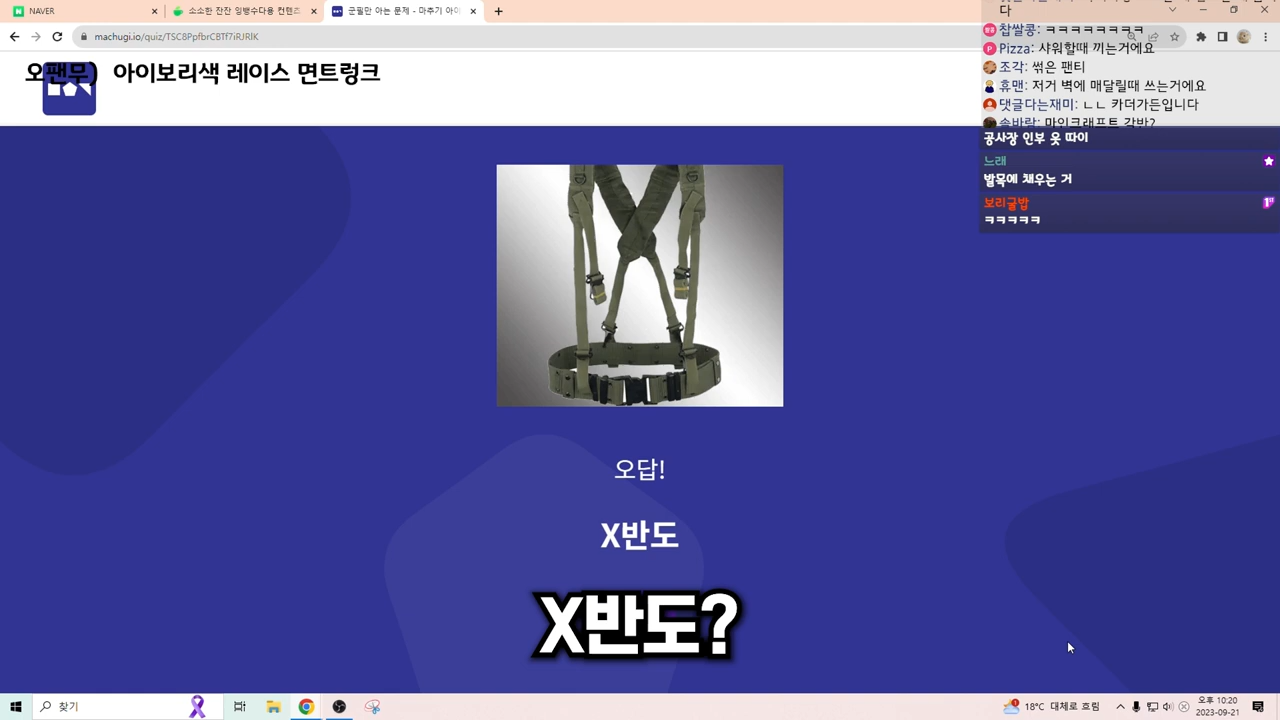 NAVER
소소한 잔잔 잉뱅수다용 컨텐츠
군필만 아는 문제 - 마추기 아이
다
machugi.io/quiz/TSC8PpfbrCBTf7iRJRlK
찹쌀콩: ㅋㅋㅋㅋㅋㅋㅋㅋ
Pizza: 샤워할때 끼는거에요
조각: 썪은 팬티
휴맨: 저거 벽에 매달릴때 쓰는거에요
댓글다는재미: ㄴㄴ 카더가든입니다
솔바람: 마인크래프트 각반?
오팬무) 아이보리색 레이스 면트렁크
공사장 인부 옷 따이
느래
발목에 채우는 거
보리굴밥
ㅋㅋㅋㅋㅋ
오답!
X반도
X반도?
찾기
18°C 대체로 흐림
오후 10:20
2023-09-21